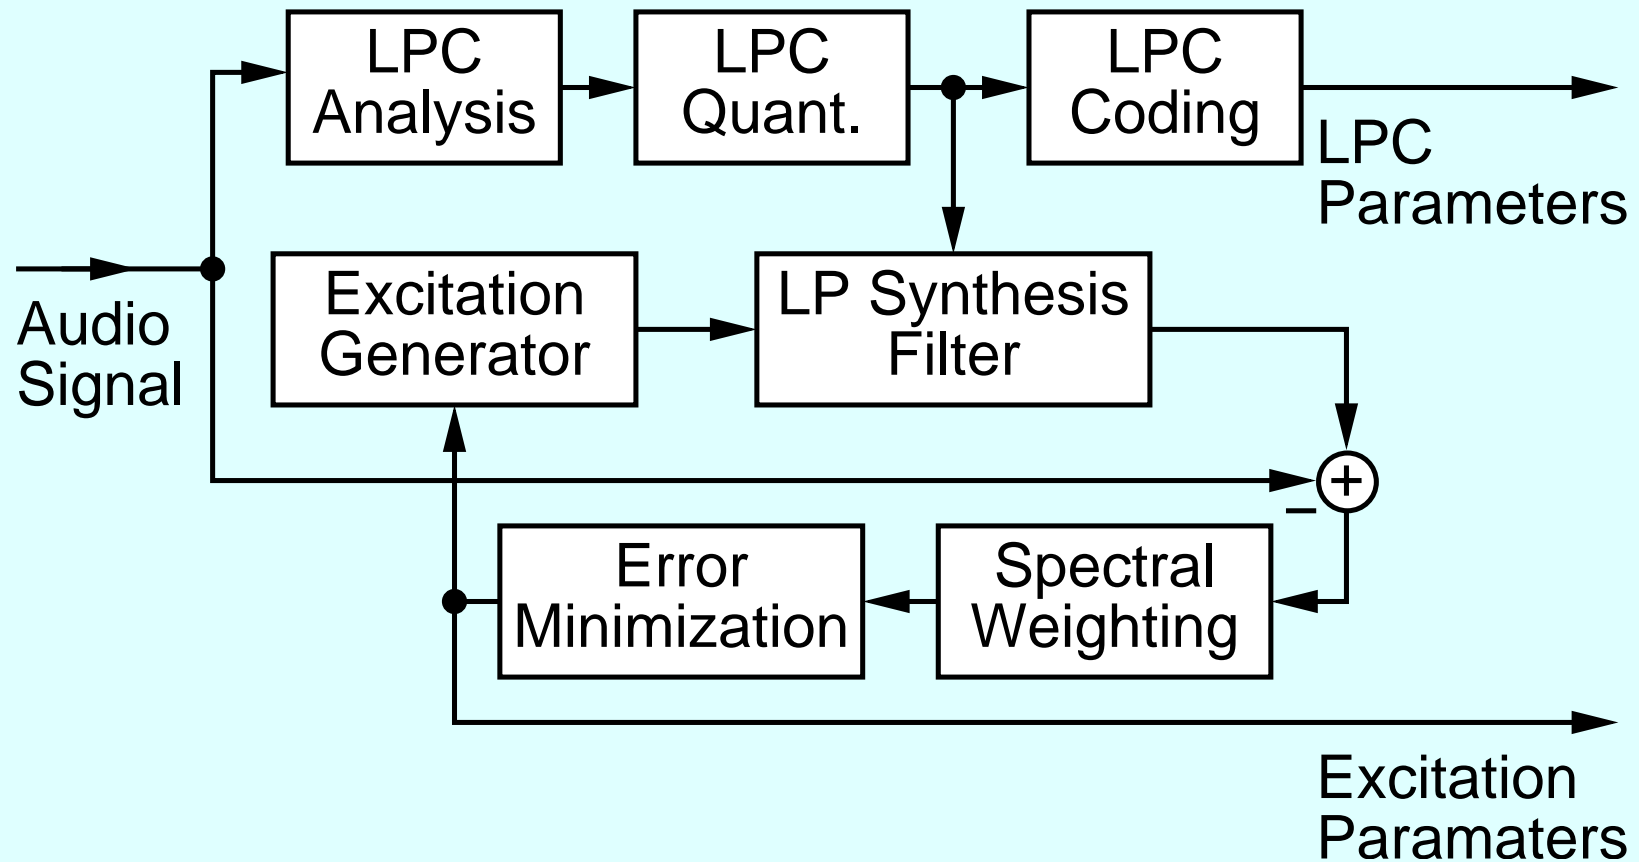 LPC
Analysis
LPC
Quant.
LPC
Coding
LPC
Parameters
Audio
Signal
Excitation
Generator
LP Synthesis
Filter
+
−
Error
Minimization
Spectral
Weighting
Excitation
Paramaters